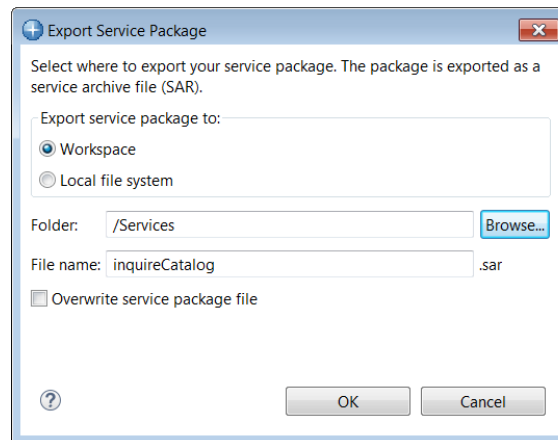 Export Service Package
Select where to export your service package. The package is exported as a
service archive file (SAR).
Export service package to:
Workspace
Local file system
Folder: /Services Browse...
File name: inquireCatalog .sar
Overwrite service package file
? OK Cancel